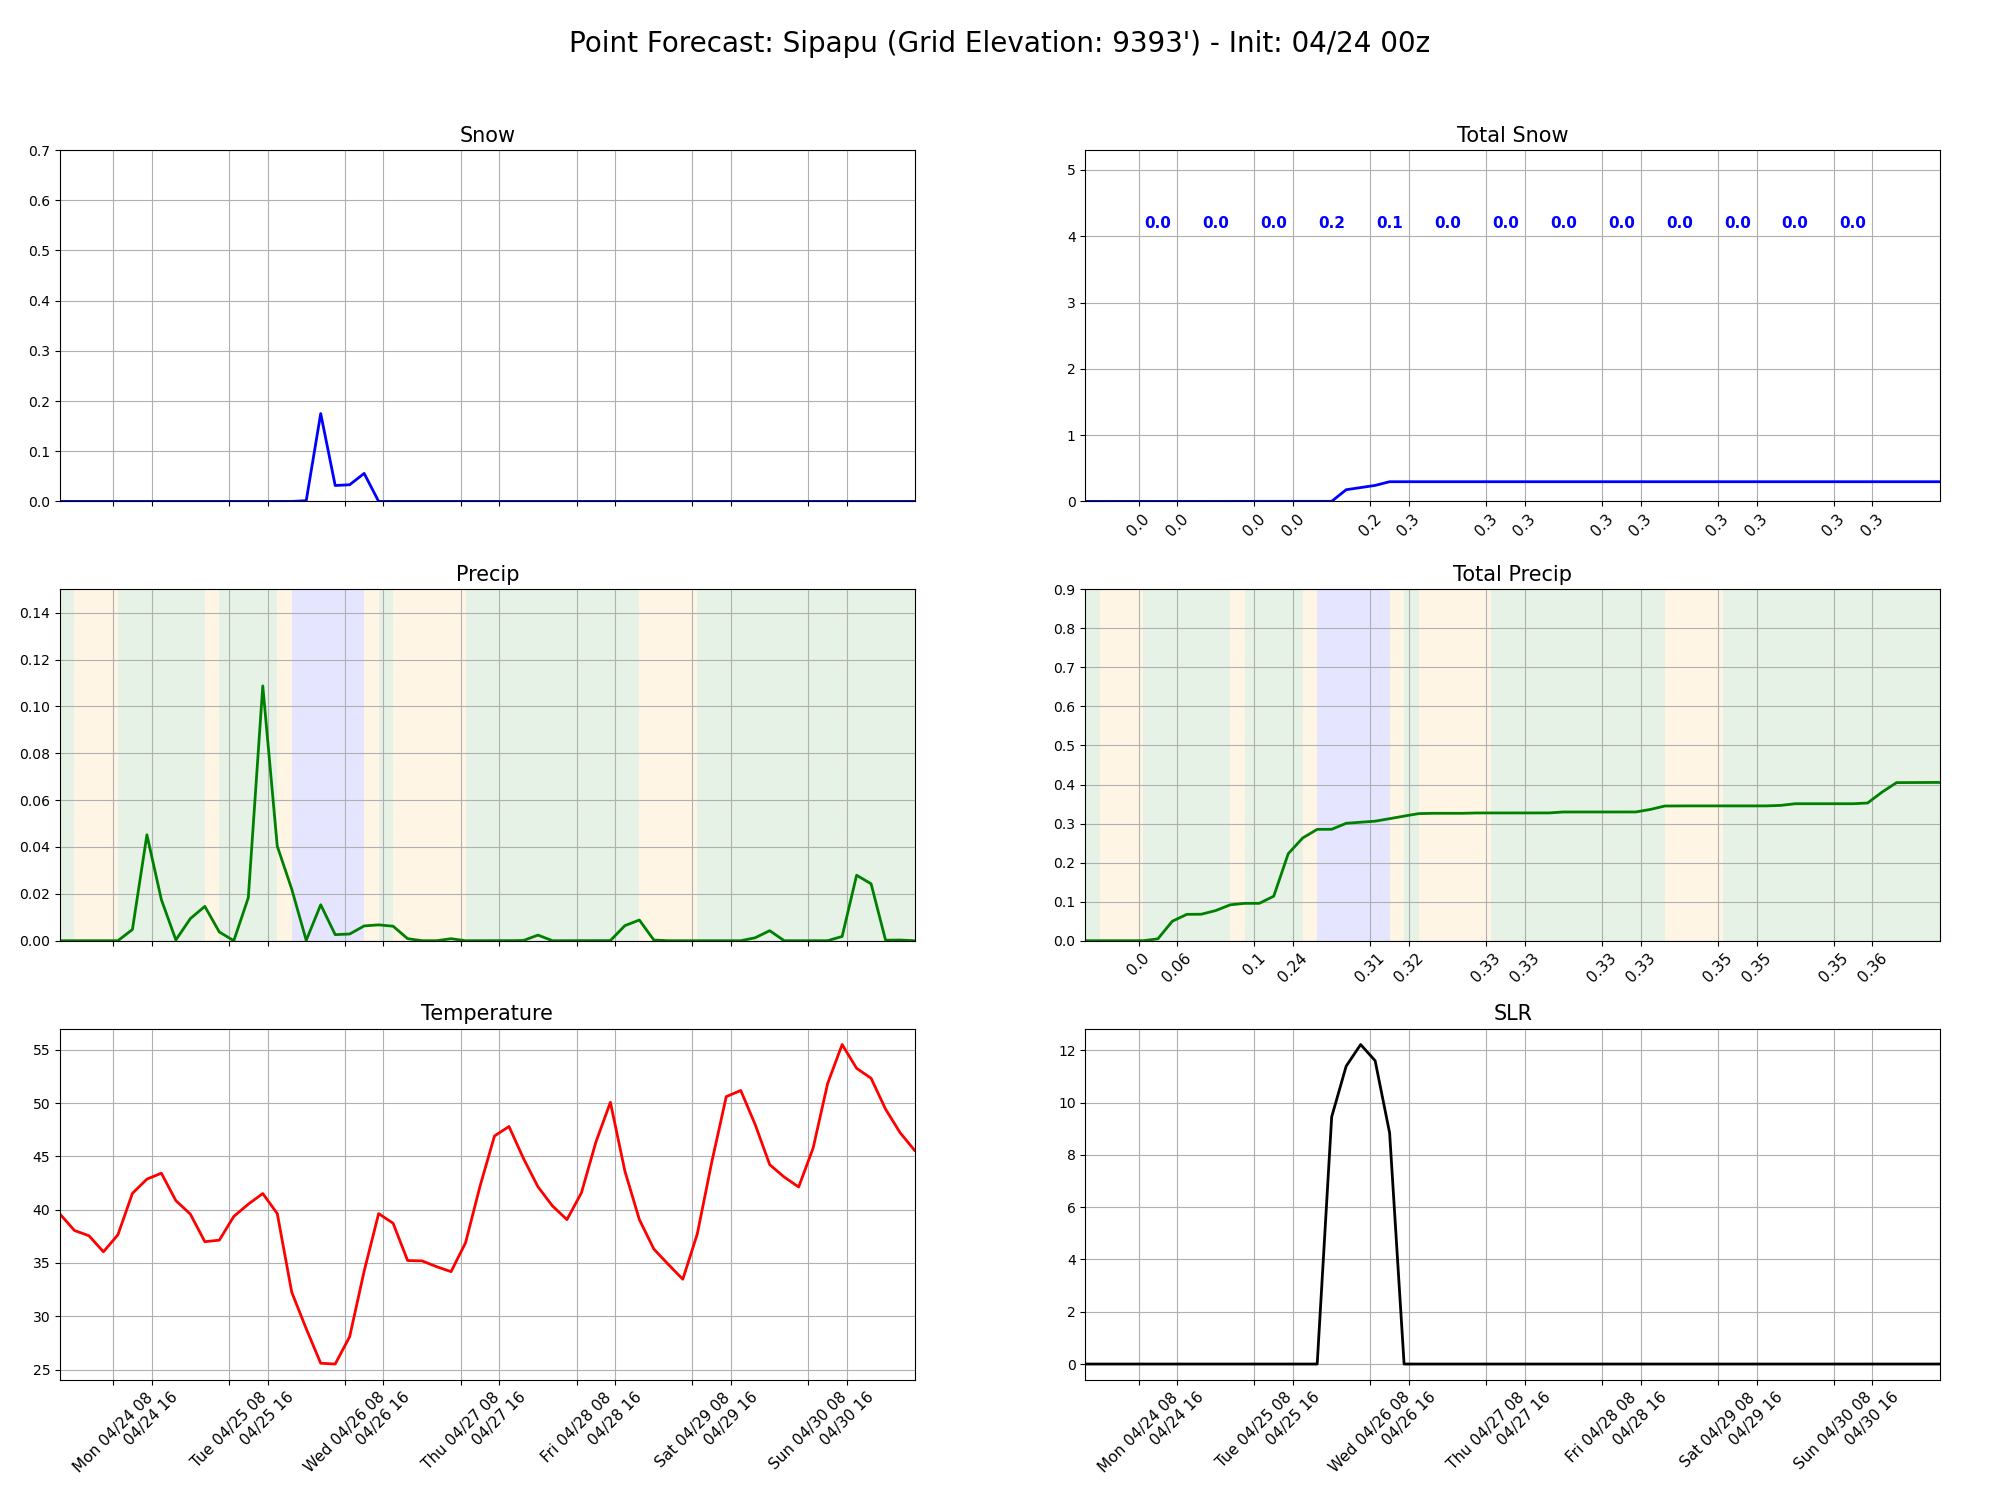 Point Forecast: Sipapu (Grid Elevation: 9393') - Init: 04/24 00z
Snow
0.7
0.6
0.5
0.4
0.3
0.2
0.1
0.0
Total Snow
5
4
3
2
1
0
0.0 0.0 0.0 0.2 0.1 0.0 0.0 0.0 0.0 0.0 0.0 0.0 0.0
0.0 0.0 0.0 0.0 0.2 0.3 0.3 0.3 0.3 0.3 0.3 0.3 0.3 0.3
Precip
0.14
0.12
0.10
0.08
0.06
0.04
0.02
0.00
Total Precip
0.9
0.8
0.7
0.6
0.5
0.4
0.3
0.2
0.1
0.0
0.0 0.06 0.1 0.24 0.31 0.32 0.33 0.33 0.33 0.33 0.35 0.35 0.35 0.36
Temperature
55
50
45
40
35
30
25
Mon 04/24 08
04/24 16
Tue 04/25 08
04/25 16
Wed 04/26 08
04/26 16
Thu 04/27 08
04/27 16
Fri 04/28 08
04/28 16
Sat 04/29 08
04/29 16
Sun 04/30 08
04/30 16
SLR
12
10
8
6
4
2
0
Mon 04/24 08
04/24 16
Tue 04/25 08
04/25 16
Wed 04/26 08
04/26 16
Thu 04/27 08
04/27 16
Fri 04/28 08
04/28 16
Sat 04/29 08
04/29 16
Sun 04/30 08
04/30 16